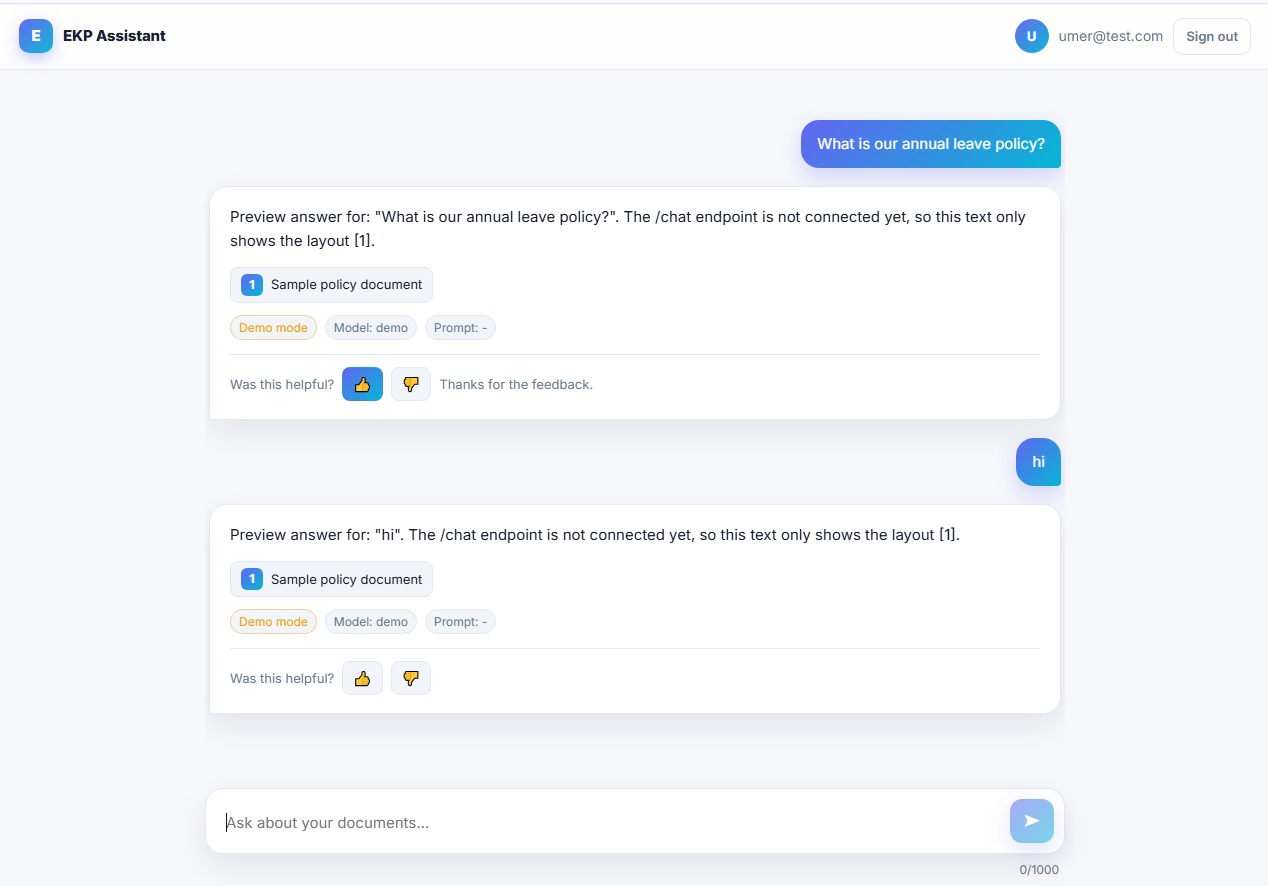 E EKP Assistant U umer@test.com Sign out
What is our annual leave policy?
Preview answer for: "What is our annual leave policy?". The /chat endpoint is not connected yet, so this text only
shows the layout [1].
1 Sample policy document
Demo mode Model: demo Prompt: -
Was this helpful? 👍 👎 Thanks for the feedback.
hi
Preview answer for: "hi". The /chat endpoint is not connected yet, so this text only shows the layout [1].
1 Sample policy document
Demo mode Model: demo Prompt: -
Was this helpful? 👍 👎
Ask about your documents...
0/1000